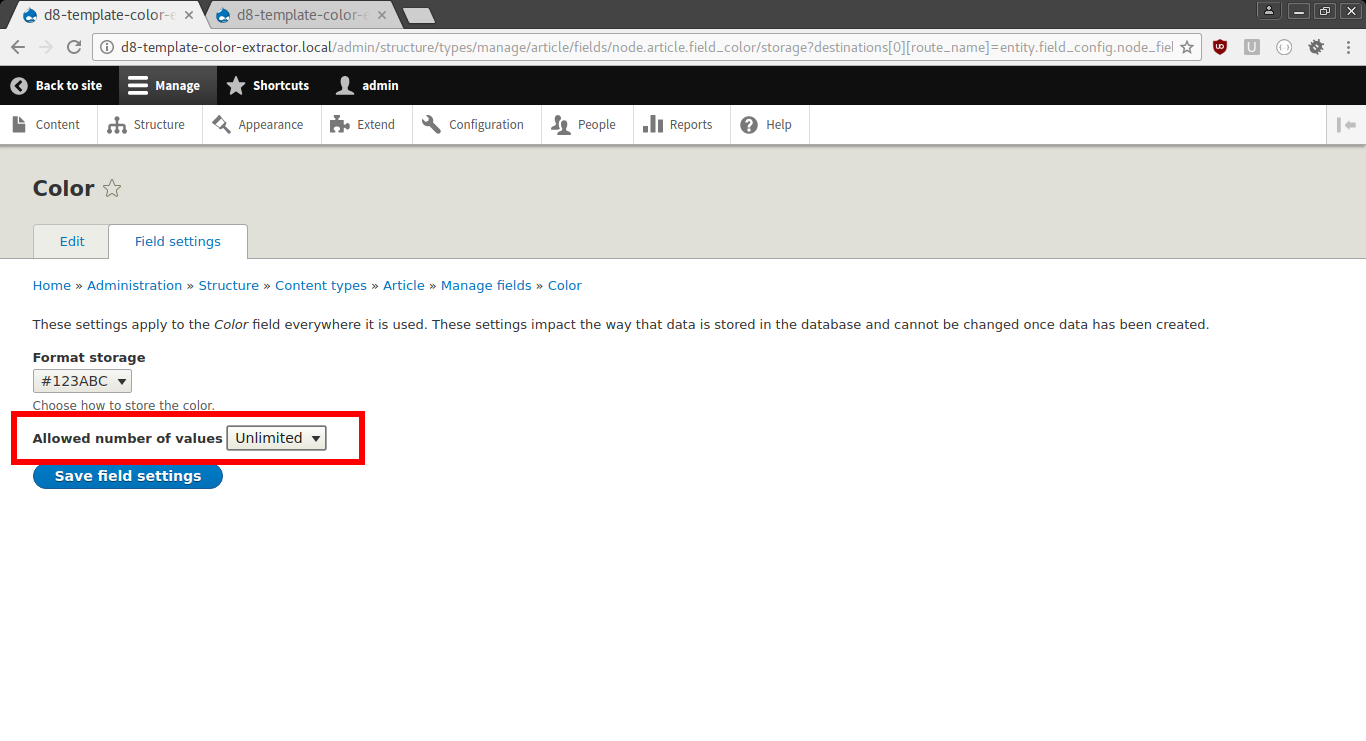 d8-template-color-e
d8-template-color-e
d8-template-color-extractor.local/admin/structure/types/manage/article/fields/node.article.field_color/storage?destinations[0][route_name]=entity.field_config.node_fiel
Back to site Manage Shortcuts admin
Content Structure Appearance Extend Configuration People Reports Help
Color
Edit Field settings
Home » Administration » Structure » Content types » Article » Manage fields » Color
These settings apply to the Color field everywhere it is used. These settings impact the way that data is stored in the database and cannot be changed once data has been created.
Format storage
#123ABC
Choose how to store the color.
Allowed number of values Unlimited
Save field settings